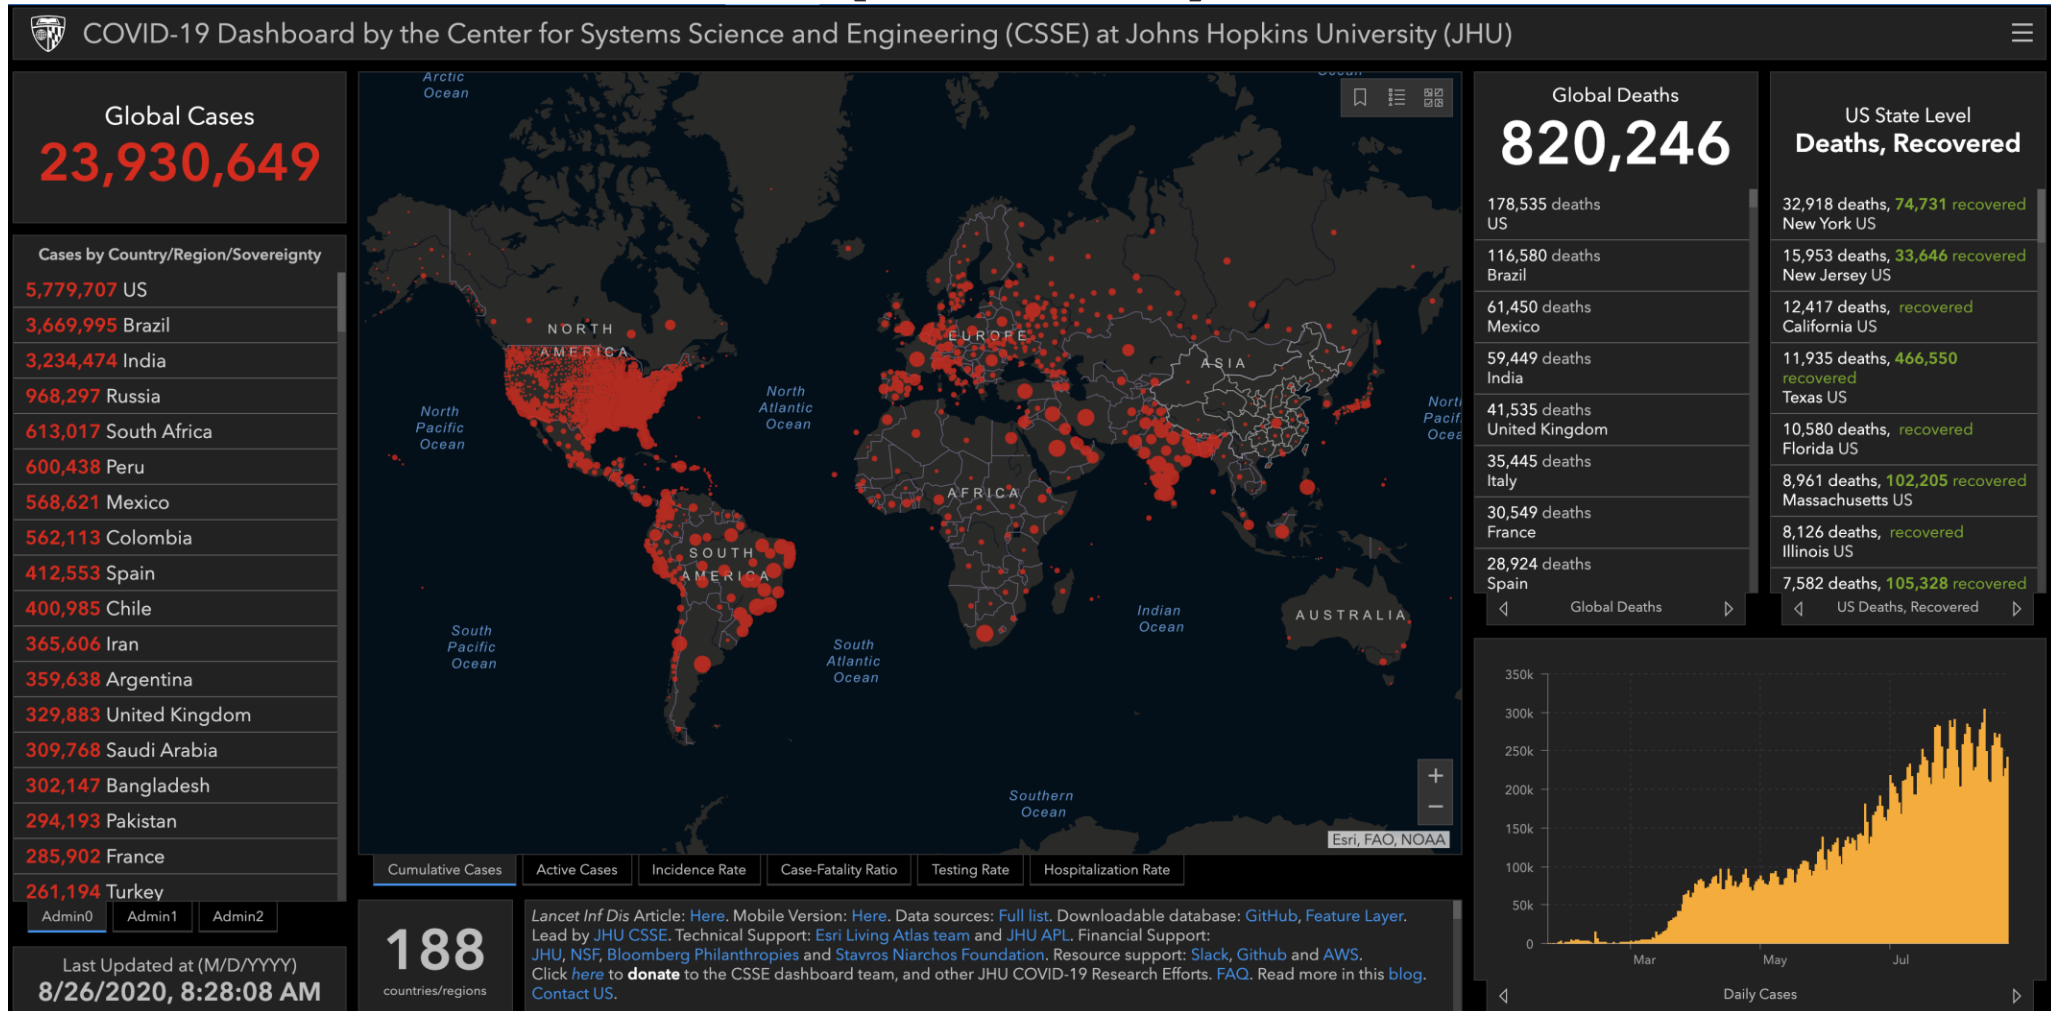 COVID-19 Dashboard by the Center for Systems Science and Engineering (CSSE) at Johns Hopkins University (JHU)
Global Cases
23,930,649
Cases by Country/Region/Sovereignty
5,779,707 US
3,669,995 Brazil
3,234,474 India
968,297 Russia
613,017 South Africa
600,438 Peru
568,621 Mexico
562,113 Colombia
412,553 Spain
400,985 Chile
365,606 Iran
359,638 Argentina
329,883 United Kingdom
309,768 Saudi Arabia
302,147 Bangladesh
294,193 Pakistan
285,902 France
261,194 Turkey
Admin0
Admin1
Admin2
Last Updated at (M/D/YYYY)
8/26/2020, 8:28:08 AM
Arctic
Ocean
Ocean
NORTH
AMERICA
EUROPE
ASIA
North
Pacific
Ocean
North
Atlantic
Ocean
AFRICA
SOUTH
AMERICA
Indian
Ocean
AUSTRALIA
South
Pacific
Ocean
South
Atlantic
Ocean
Southern
Ocean
+
−
Esri, FAO, NOAA
Cumulative Cases
Active Cases
Incidence Rate
Case-Fatality Ratio
Testing Rate
Hospitalization Rate
188
countries/regions
Lancet Inf Dis Article: Here. Mobile Version: Here. Data sources: Full list. Downloadable database: GitHub, Feature Layer.
Lead by JHU CSSE. Technical Support: Esri Living Atlas team and JHU APL. Financial Support:
JHU, NSF, Bloomberg Philanthropies and Stavros Niarchos Foundation. Resource support: Slack, Github and AWS.
Click here to donate to the CSSE dashboard team, and other JHU COVID-19 Research Efforts. FAQ. Read more in this blog.
Contact US.
Global Deaths
820,246
178,535 deaths
US
116,580 deaths
Brazil
61,450 deaths
Mexico
59,449 deaths
India
41,535 deaths
United Kingdom
35,445 deaths
Italy
30,549 deaths
France
28,924 deaths
Spain
Global Deaths
US State Level
Deaths, Recovered
32,918 deaths, 74,731 recovered
New York US
15,953 deaths, 33,646 recovered
New Jersey US
12,417 deaths, recovered
California US
11,935 deaths, 466,550
recovered
Texas US
10,580 deaths, recovered
Florida US
8,961 deaths, 102,205 recovered
Massachusetts US
8,126 deaths, recovered
Illinois US
7,582 deaths, 105,328 recovered
US Deaths, Recovered
350k
300k
250k
200k
150k
100k
50k
0
Mar
May
Jul
Daily Cases